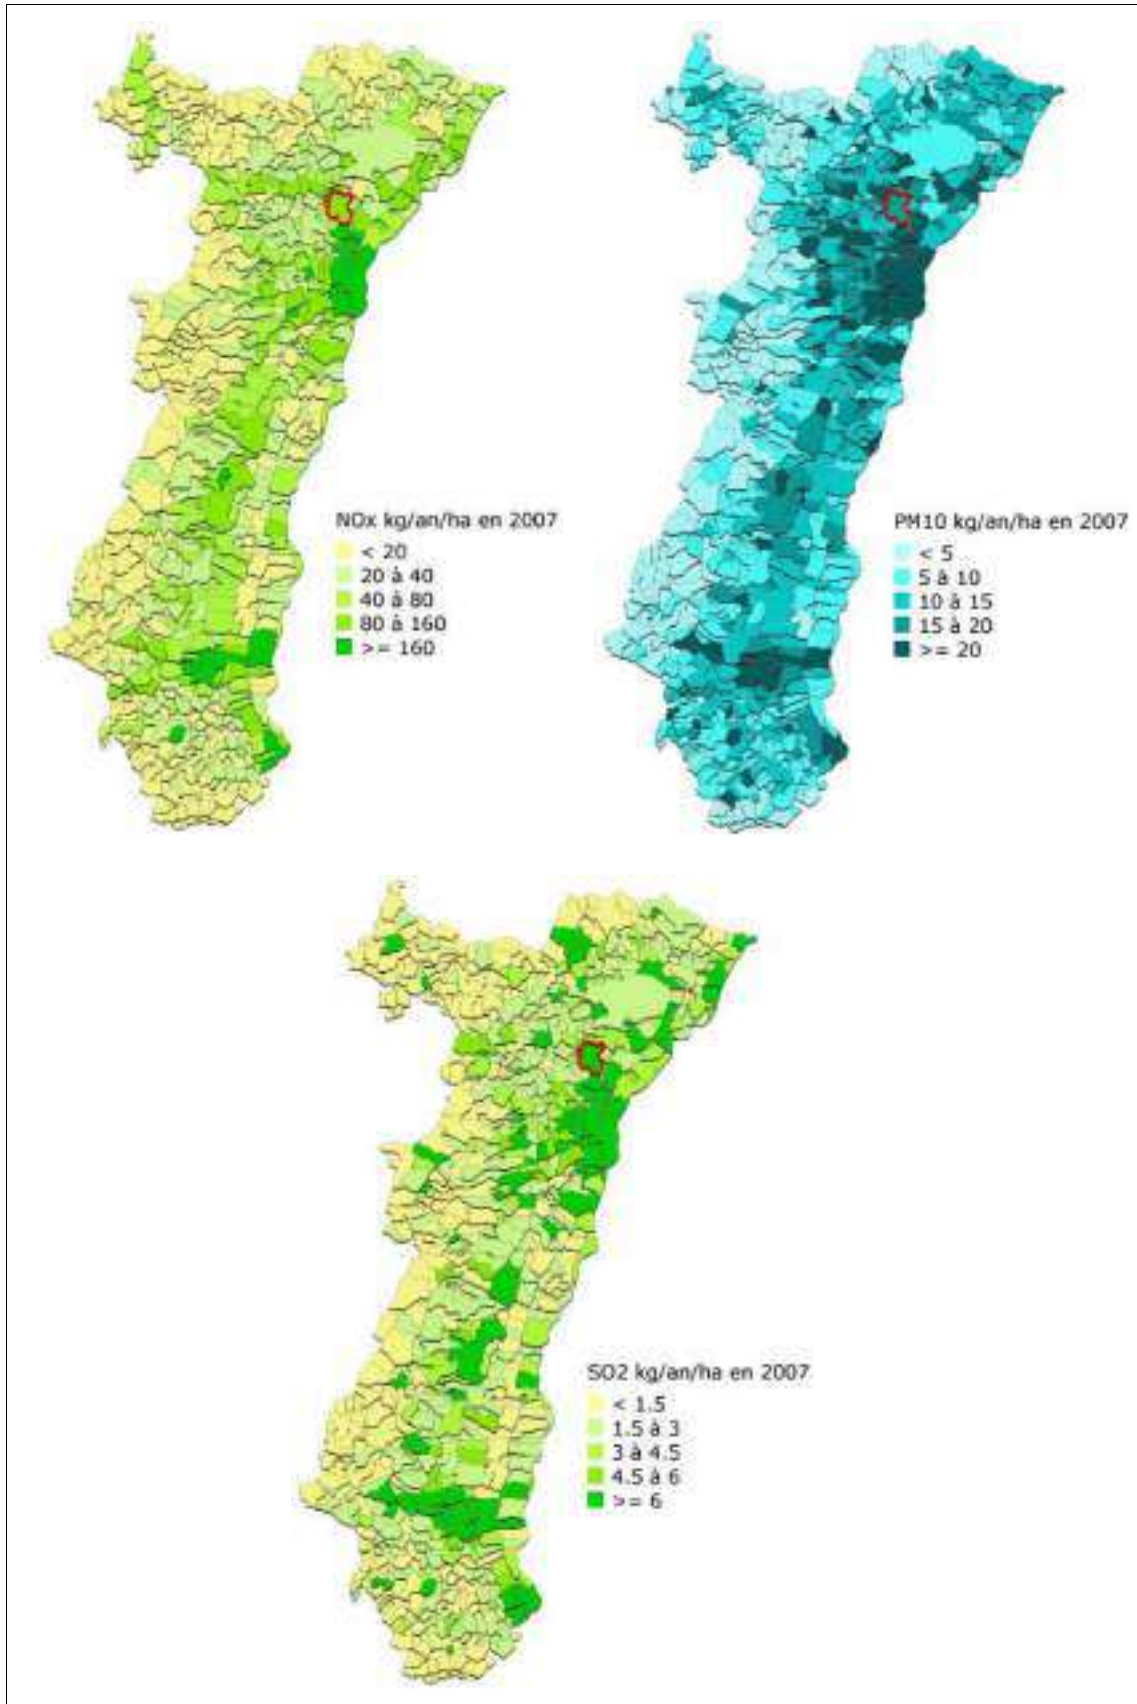 NOx kg/an/ha en 2007
< 20
20 à 40
40 à 80
80 à 160
>= 160
PM10 kg/an/ha en 2007
< 5
5 à 10
10 à 15
15 à 20
>= 20
SO2 kg/an/ha en 2007
< 1.5
1.5 à 3
3 à 4.5
4.5 à 6
>= 6